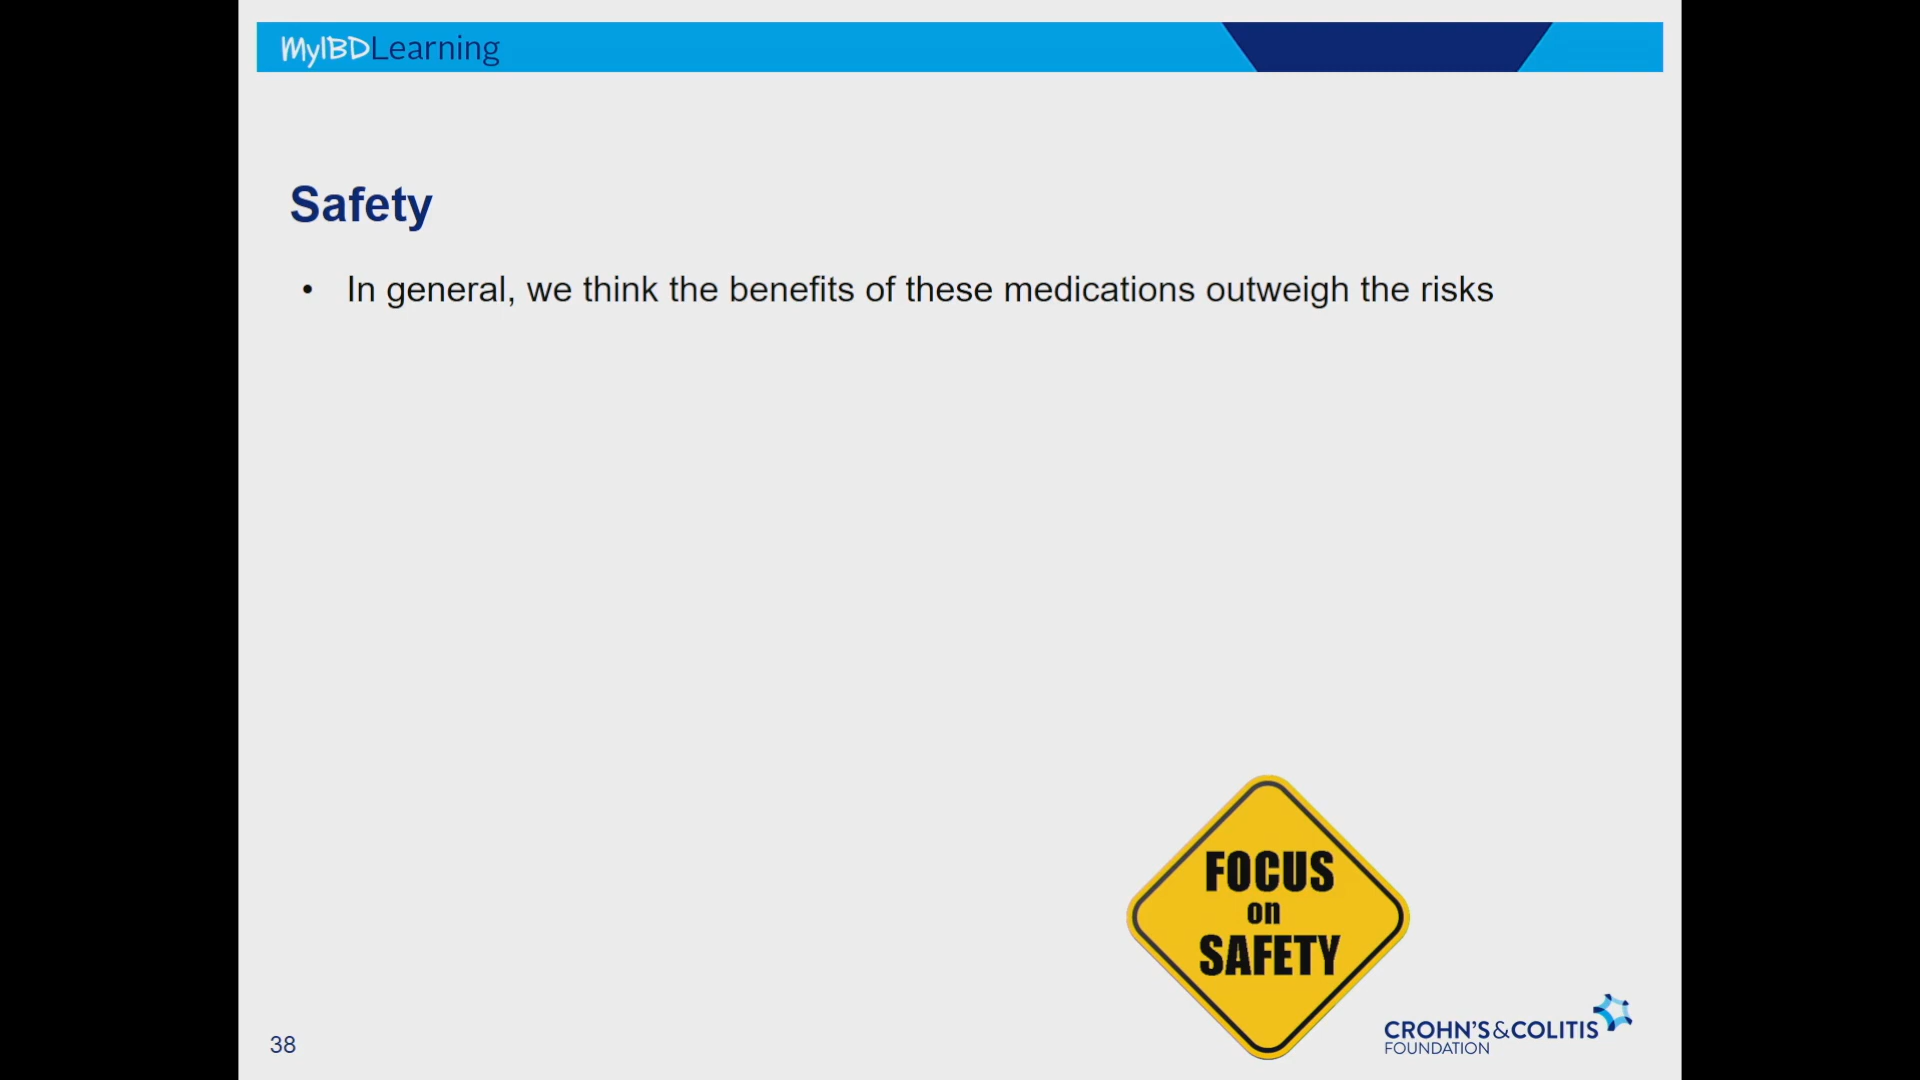 MyIBDLearning
Safety
• In general, we think the benefits of these medications outweigh the risks
FOCUS
on
SAFETY
CROHN'S&COLITIS
FOUNDATION
38